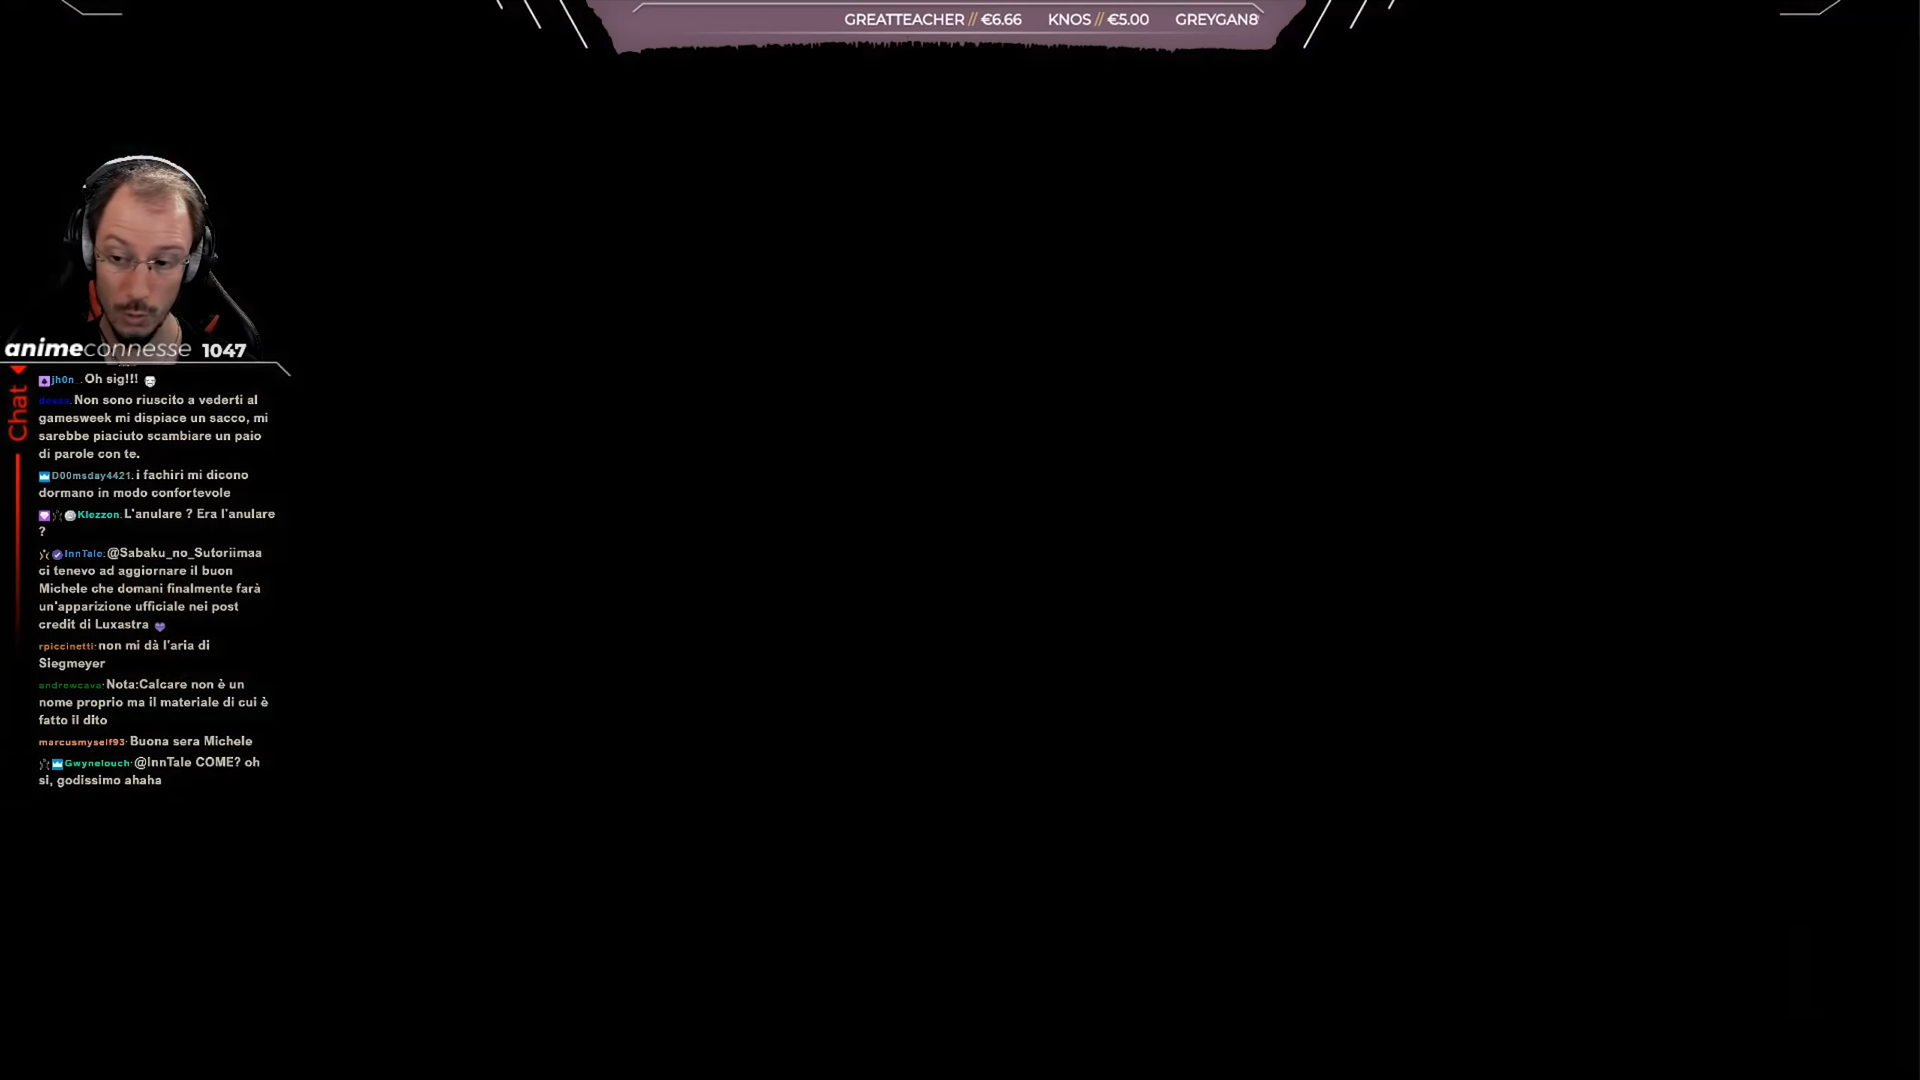 GREATTEACHER // €6.66 KNOS // €5.00 GREYGAN8
animeconnesse 1047
Chat
jh0n_: Oh sig!!!
Non sono riuscito a vederti al
gamesweek mi dispiace un sacco, mi
sarebbe piaciuto scambiare un paio
di parole con te.
D00msday4421: i fachiri mi dicono
dormano in modo confortevole
Klezzon: L'anulare ? Era l'anulare
?
InnTale: @Sabaku_no_Sutoriimaa
ci tenevo ad aggiornare il buon
Michele che domani finalmente farà
un'apparizione ufficiale nei post
credit di Luxastra
rpiccinetti: non mi dà l'aria di
Siegmeyer
andrewcava: Nota:Calcare non è un
nome proprio ma il materiale di cui è
fatto il dito
marcusmyself93: Buona sera Michele
Gwynelouch: @InnTale COME? oh
si, godissimo ahaha